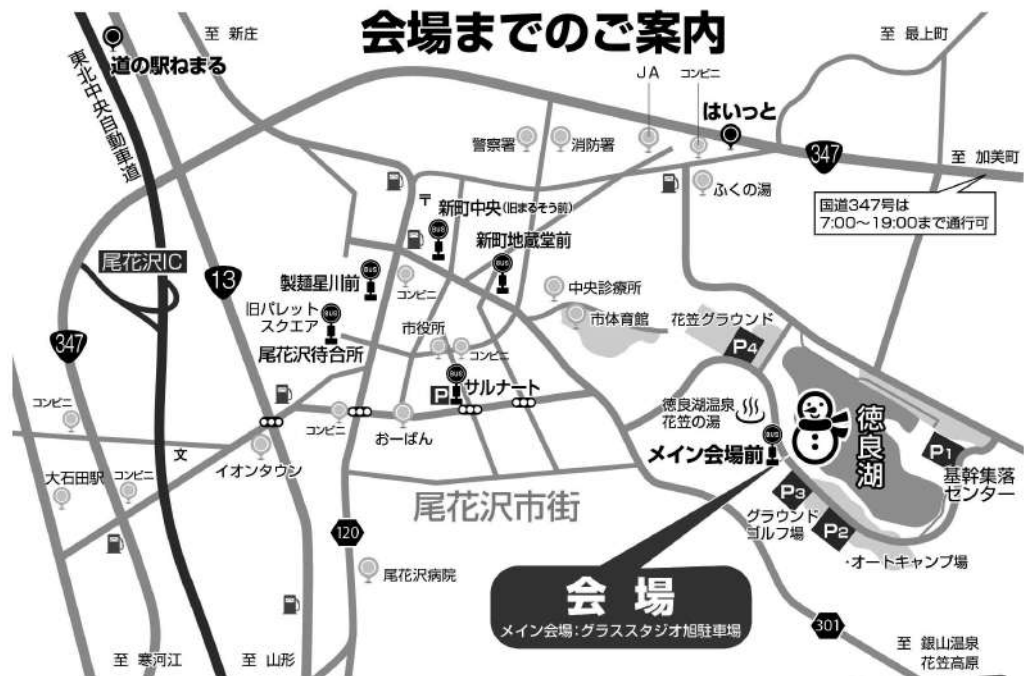 会場までのご案内
至 新庄
至 最上町
道の駅ねまる
JA
コンビニ
はいっと
東北中央自動車道
警察署
消防署
347
至 加美町
ふくの湯
国道347号は
7:00〜19:00まで通行可
〒
新町中央(旧まるそう前)
BUS
新町地蔵堂前
BUS
尾花沢IC
13
製麺星川前
BUS
コンビニ
中央診療所
旧パレット
スクエア
BUS
尾花沢待合所
市役所
コンビニ
市体育館
花笠グラウンド
P4
347
BUS
P
サルナート
コンビニ
コンビニ
おーばん
徳良湖温泉
花笠の湯
BUS
メイン会場前
徳良湖
P1
基幹集落
センター
文
イオンタウン
大石田駅
コンビニ
尾花沢市街
P3
グラウンド
ゴルフ場
P2
・オートキャンプ場
120
尾花沢病院
会場
メイン会場:グラススタジオ旭駐車場
301
至 寒河江
至 山形
至 銀山温泉
花笠高原